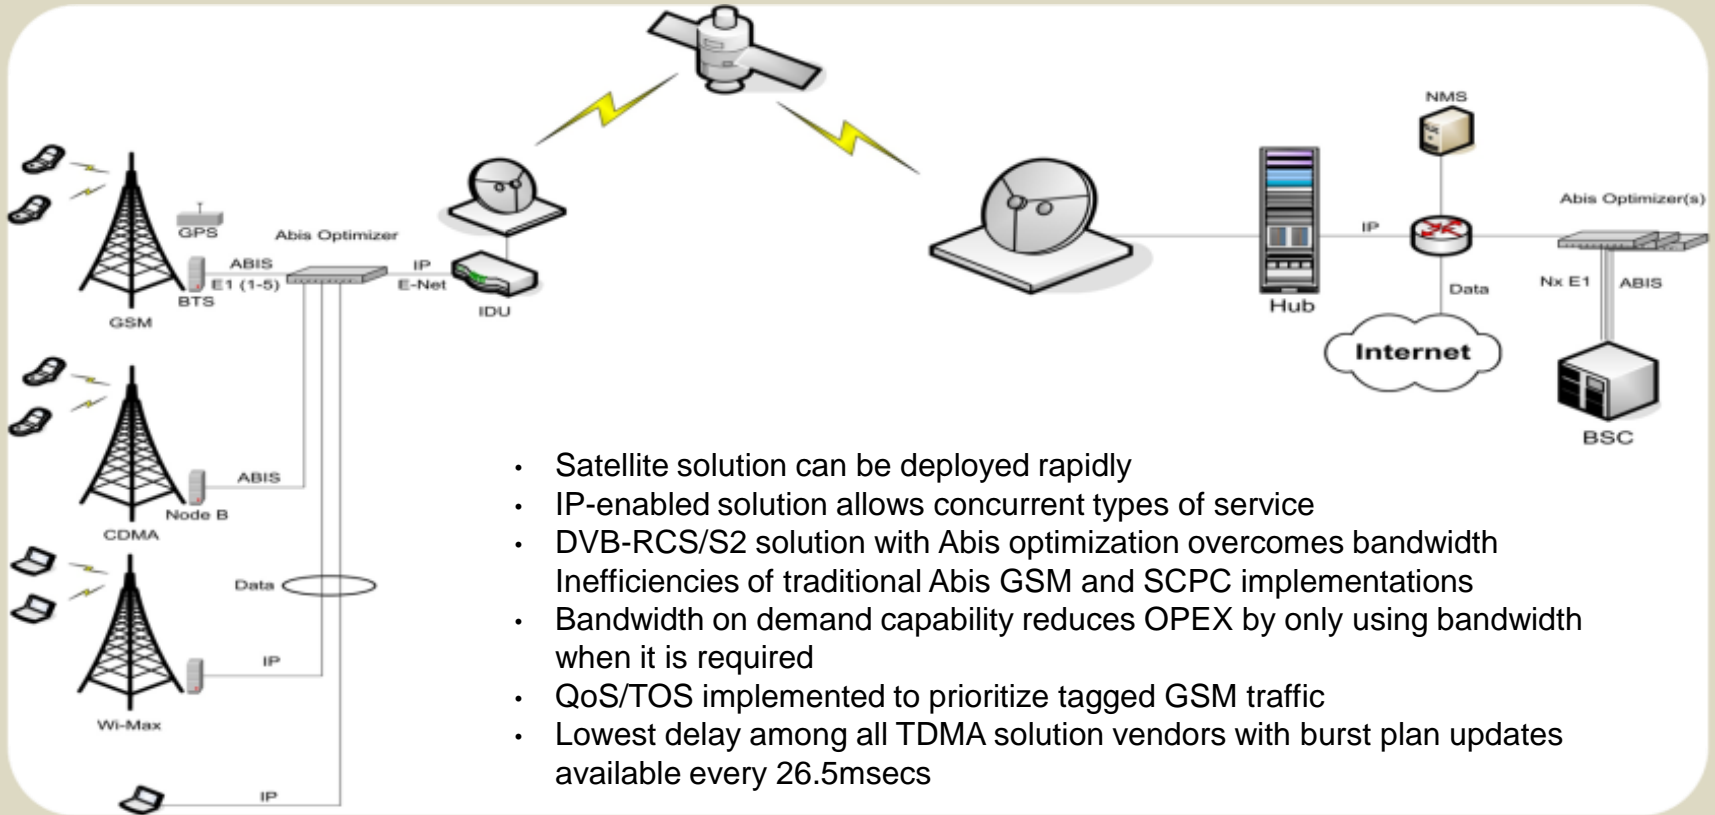 NMS
GPS
Abis Optimizer
Abis Optimizer(s)
ABIS
E1 (1-5)
IP
E-Net
BTS
IDU
GSM
IP
Hub
Data
Nx E1
ABIS
Internet
BSC
ABIS
Node B
CDMA
Data
IP
Wi-Max
IP
• Satellite solution can be deployed rapidly
• IP-enabled solution allows concurrent types of service
• DVB-RCS/S2 solution with Abis optimization overcomes bandwidth
Inefficiencies of traditional Abis GSM and SCPC implementations
• Bandwidth on demand capability reduces OPEX by only using bandwidth
when it is required
• QoS/TOS implemented to prioritize tagged GSM traffic
• Lowest delay among all TDMA solution vendors with burst plan updates
available every 26.5msecs